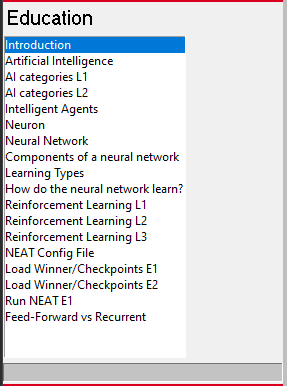 Education
Introduction
Artificial Intelligence
AI categories L1
AI categories L2
Intelligent Agents
Neuron
Neural Network
Components of a neural network
Learning Types
How do the neural network learn?
Reinforcement Learning L1
Reinforcement Learning L2
Reinforcement Learning L3
NEAT Config File
Load Winner/Checkpoints E1
Load Winner/Checkpoints E2
Run NEAT E1
Feed-Forward vs Recurrent